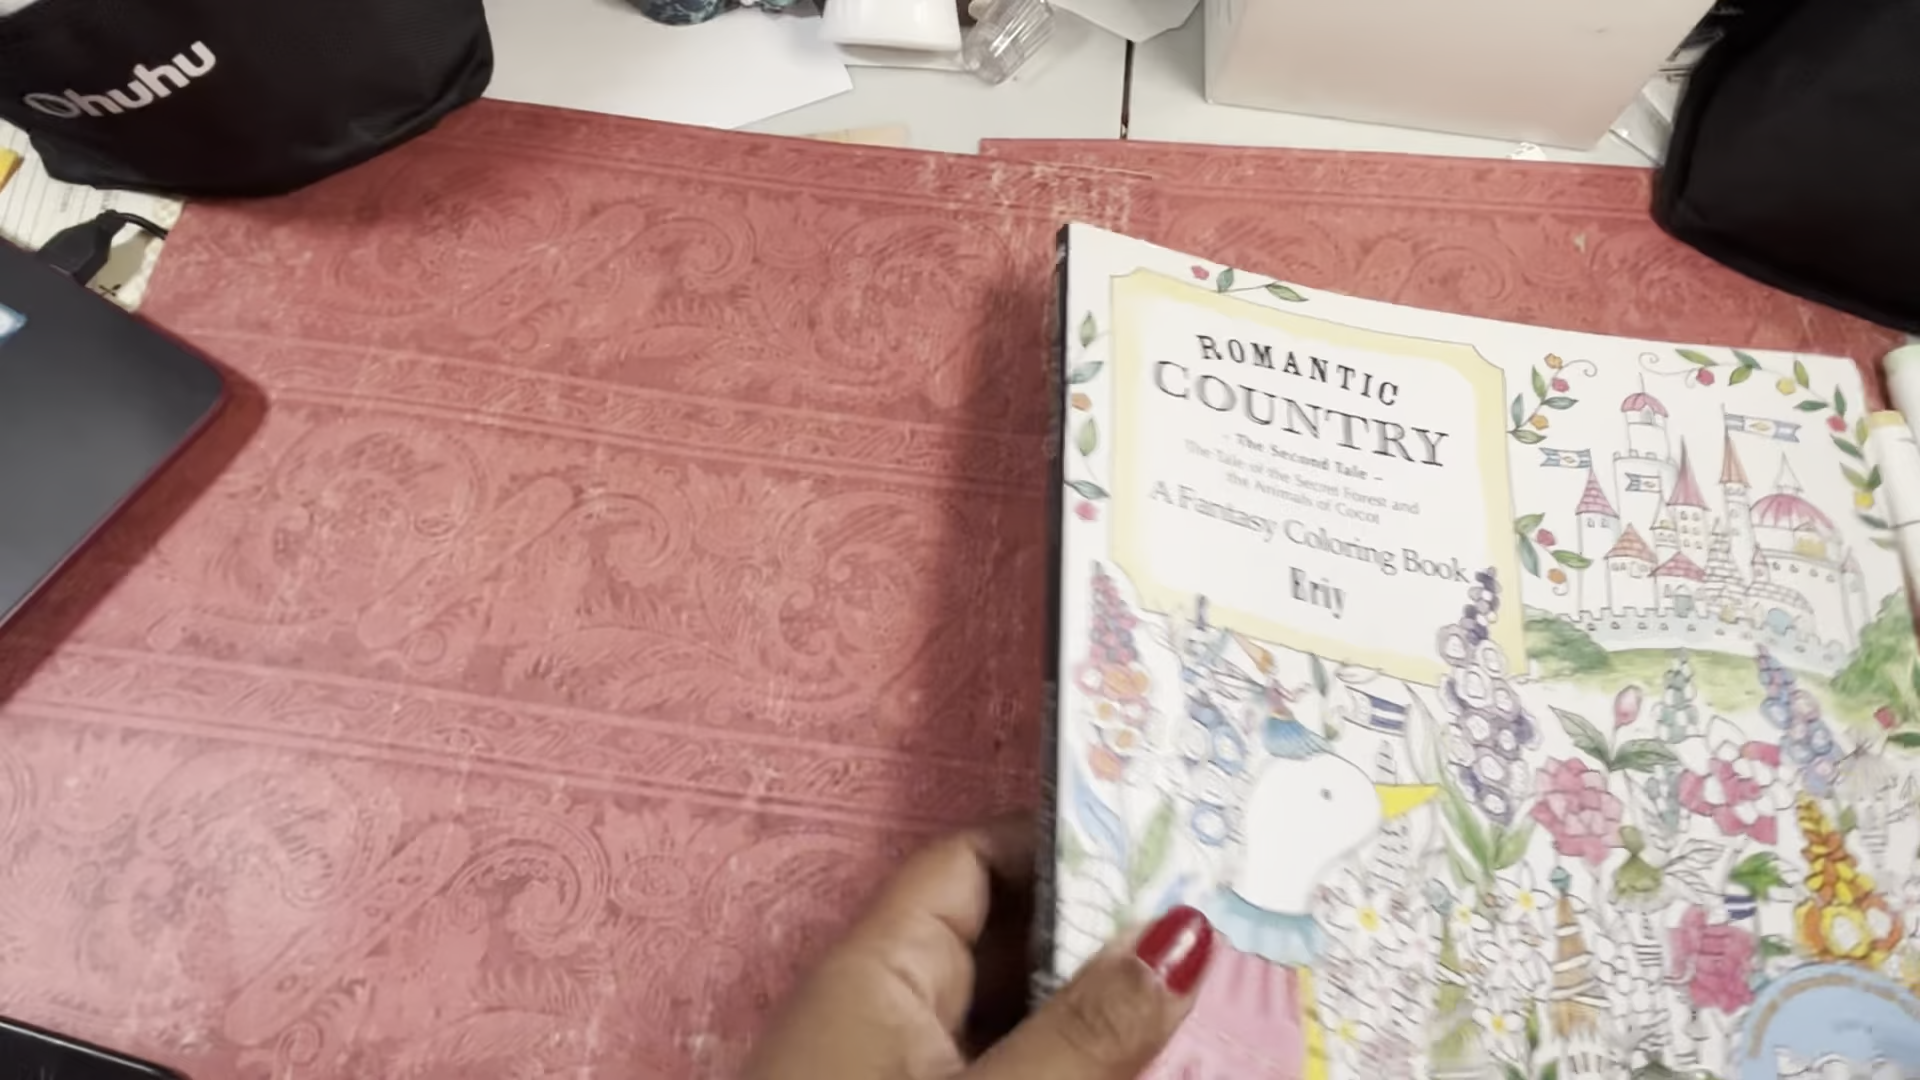 Ohuhu
ROMANTIC
COUNTRY
- The Second Tale -
The Tale of the Secret Forest and
the Animals of Cocot
A Fantasy Coloring Book
Eriy